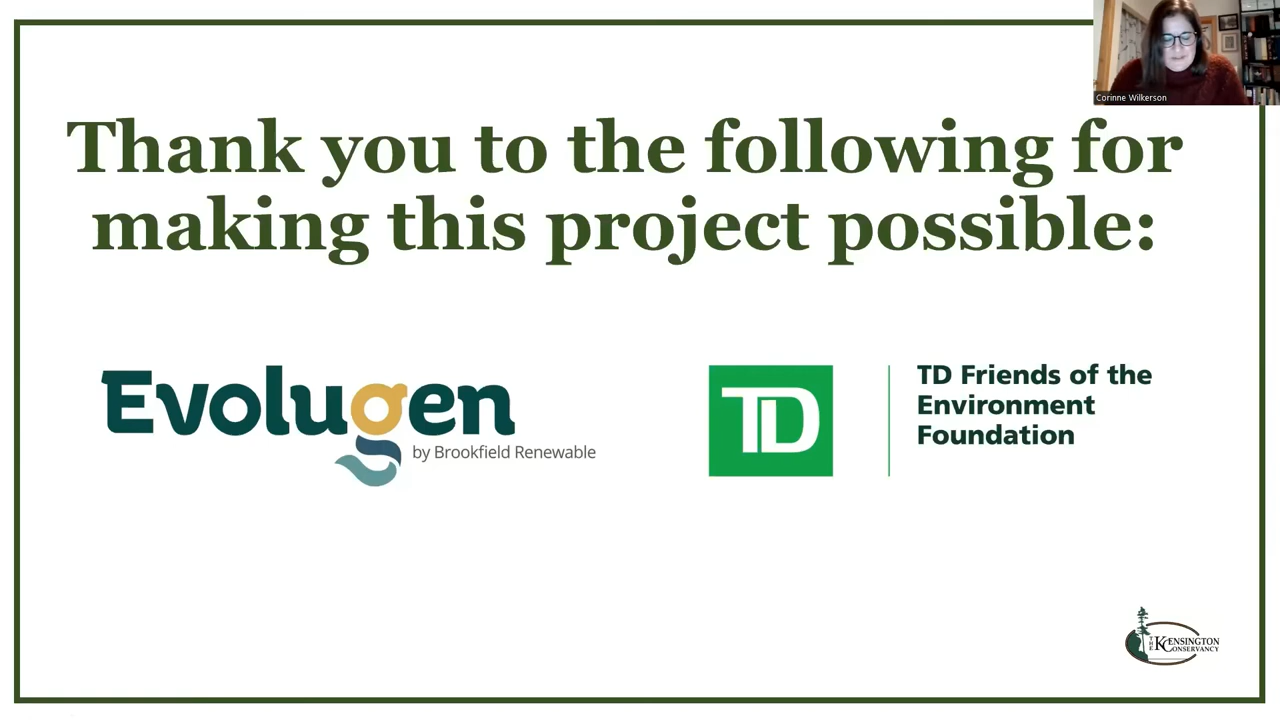 Corinne Wilkerson
Thank you to the following for
making this project possible:
Evolugen
by Brookfield Renewable
TD
TD Friends of the
Environment
Foundation
THE KENSINGTON
CONSERVANCY